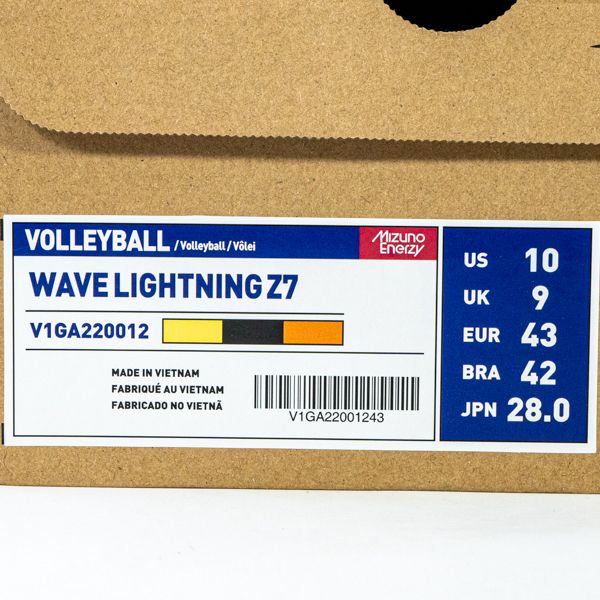 VOLLEYBALL / Volleyball / Vôlei
Mizuno
Enerzy
WAVE LIGHTNING Z7
V1GA220012
MADE IN VIETNAM
FABRIQUÉ AU VIETNAM
FABRICADO NO VIETNÃ
V1GA22001243
US 10
UK 9
EUR 43
BRA 42
JPN 28.0